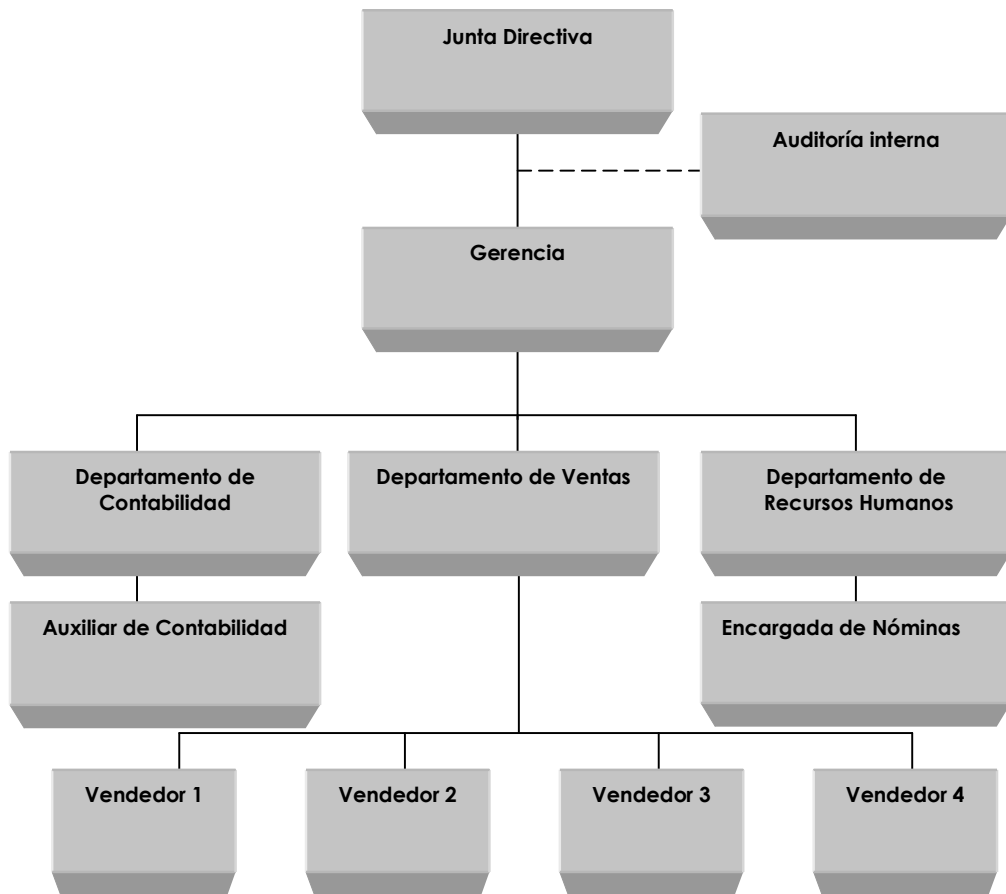 Junta Directiva
Auditoría interna
Gerencia
Departamento de
Contabilidad
Departamento de Ventas
Departamento de
Recursos Humanos
Auxiliar de Contabilidad
Encargada de Nóminas
Vendedor 1
Vendedor 2
Vendedor 3
Vendedor 4